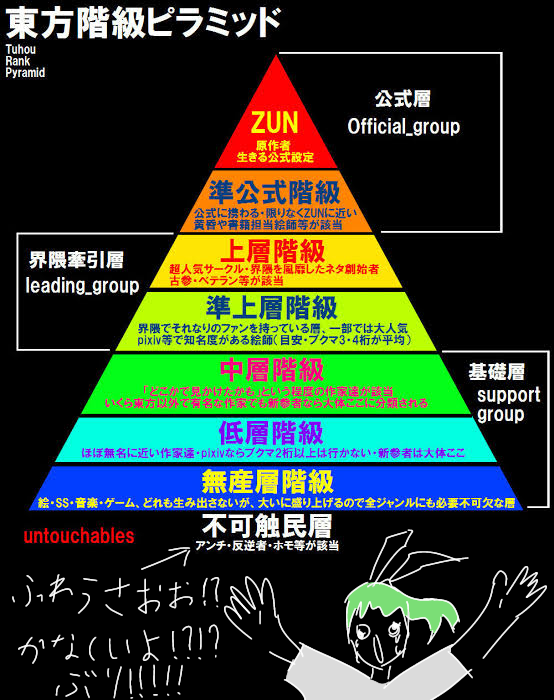 東方階級ピラミッド
Tuhou
Rank
Pyramid
ZUN
原作者
生きる公式設定
公式層
Official_group
準公式階級
公式に携わる・限りなくZUNに近い
黄昏や書籍担当絵師等が該当
上層階級
超人気サークル・界隈を風靡したネタ創始者
古参・ベテラン等が該当
界隈牽引層
leading_group
準上層階級
界隈でそれなりのファンを持っている層、一部では大人気
pixiv等で知名度がある絵師(目安・ブクマ3・4桁が平均)
中層階級
「どこかで見かけたかも」という程度の作家達が該当
いくら東方以外で有名な作家でも新参者なら大体ここに分類される
基礎層
support
group
低層階級
ほぼ無名に近い作家達・pixivならブクマ2桁以上は行かない・新参者は大体ここ
無産層階級
絵・SS・音楽・ゲーム、どれも生み出さないが、大いに盛り上げるので全ジャンルにも必要不可欠な層
不可触民層
untouchables
アンチ・反逆者・ホモ等が該当
ふわうさおお!?
かなくいよ!?!?
ぶり!!!!!